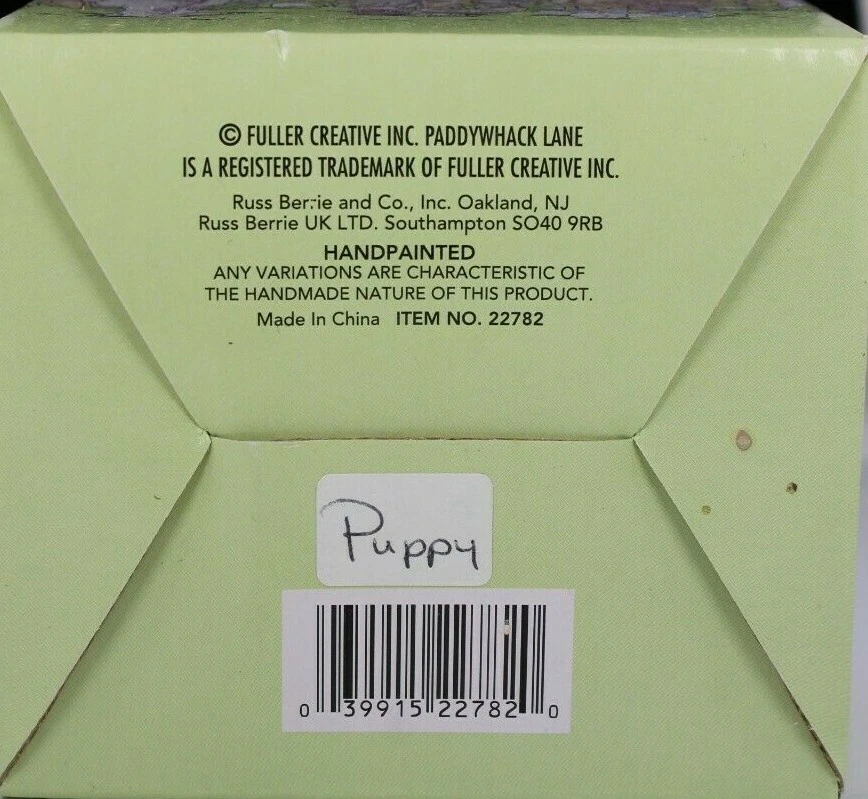 © FULLER CREATIVE INC. PADDYWHACK LANE
IS A REGISTERED TRADEMARK OF FULLER CREATIVE INC.
Russ Berrie and Co., Inc. Oakland, NJ
Russ Berrie UK LTD. Southampton SO40 9RB
HANDPAINTED
ANY VARIATIONS ARE CHARACTERISTIC OF
THE HANDMADE NATURE OF THIS PRODUCT.
Made In China ITEM NO. 22782
Puppy
0 39915 22782 0